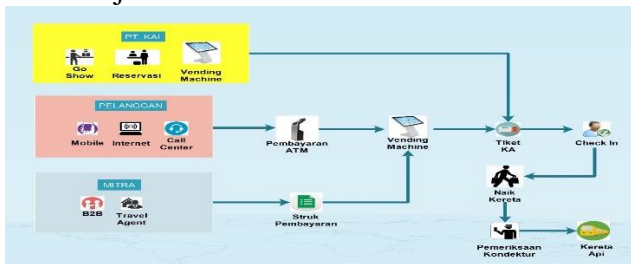 PT. KAI
Go
Show
Reservasi
Vending
Machine
PELANGGAN
Mobile
Internet
Call
Center
Pembayaran
ATM
Vending
Machine
Tiket
KA
Check In
MITRA
B2B
Travel
Agent
Struk
Pembayaran
Naik
Kereta
Pemeriksaan
Kondektur
Kereta
Api